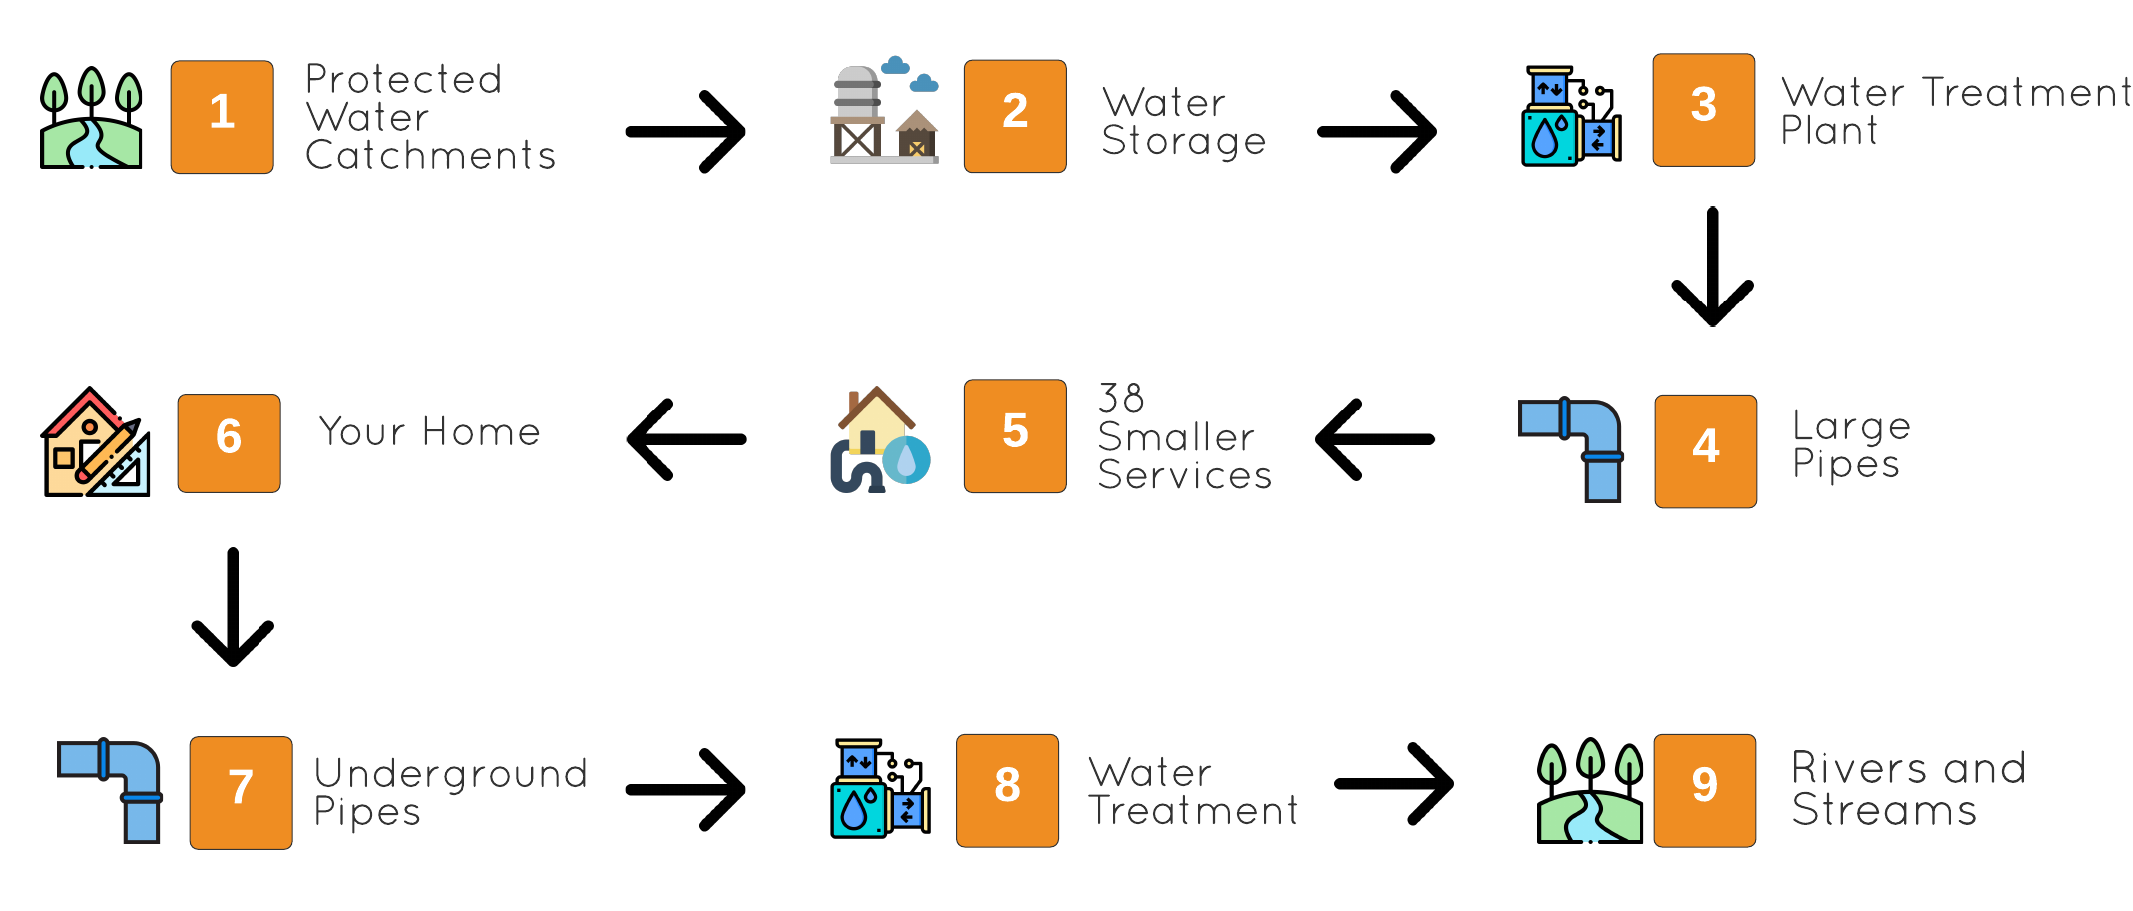 1
Protected
Water
Catchments
2
Water
Storage
3
Water Treatment
Plant
6
Your Home
5
38
Smaller
Services
4
Large
Pipes
7
Underground
Pipes
8
Water
Treatment
9
Rivers and
Streams